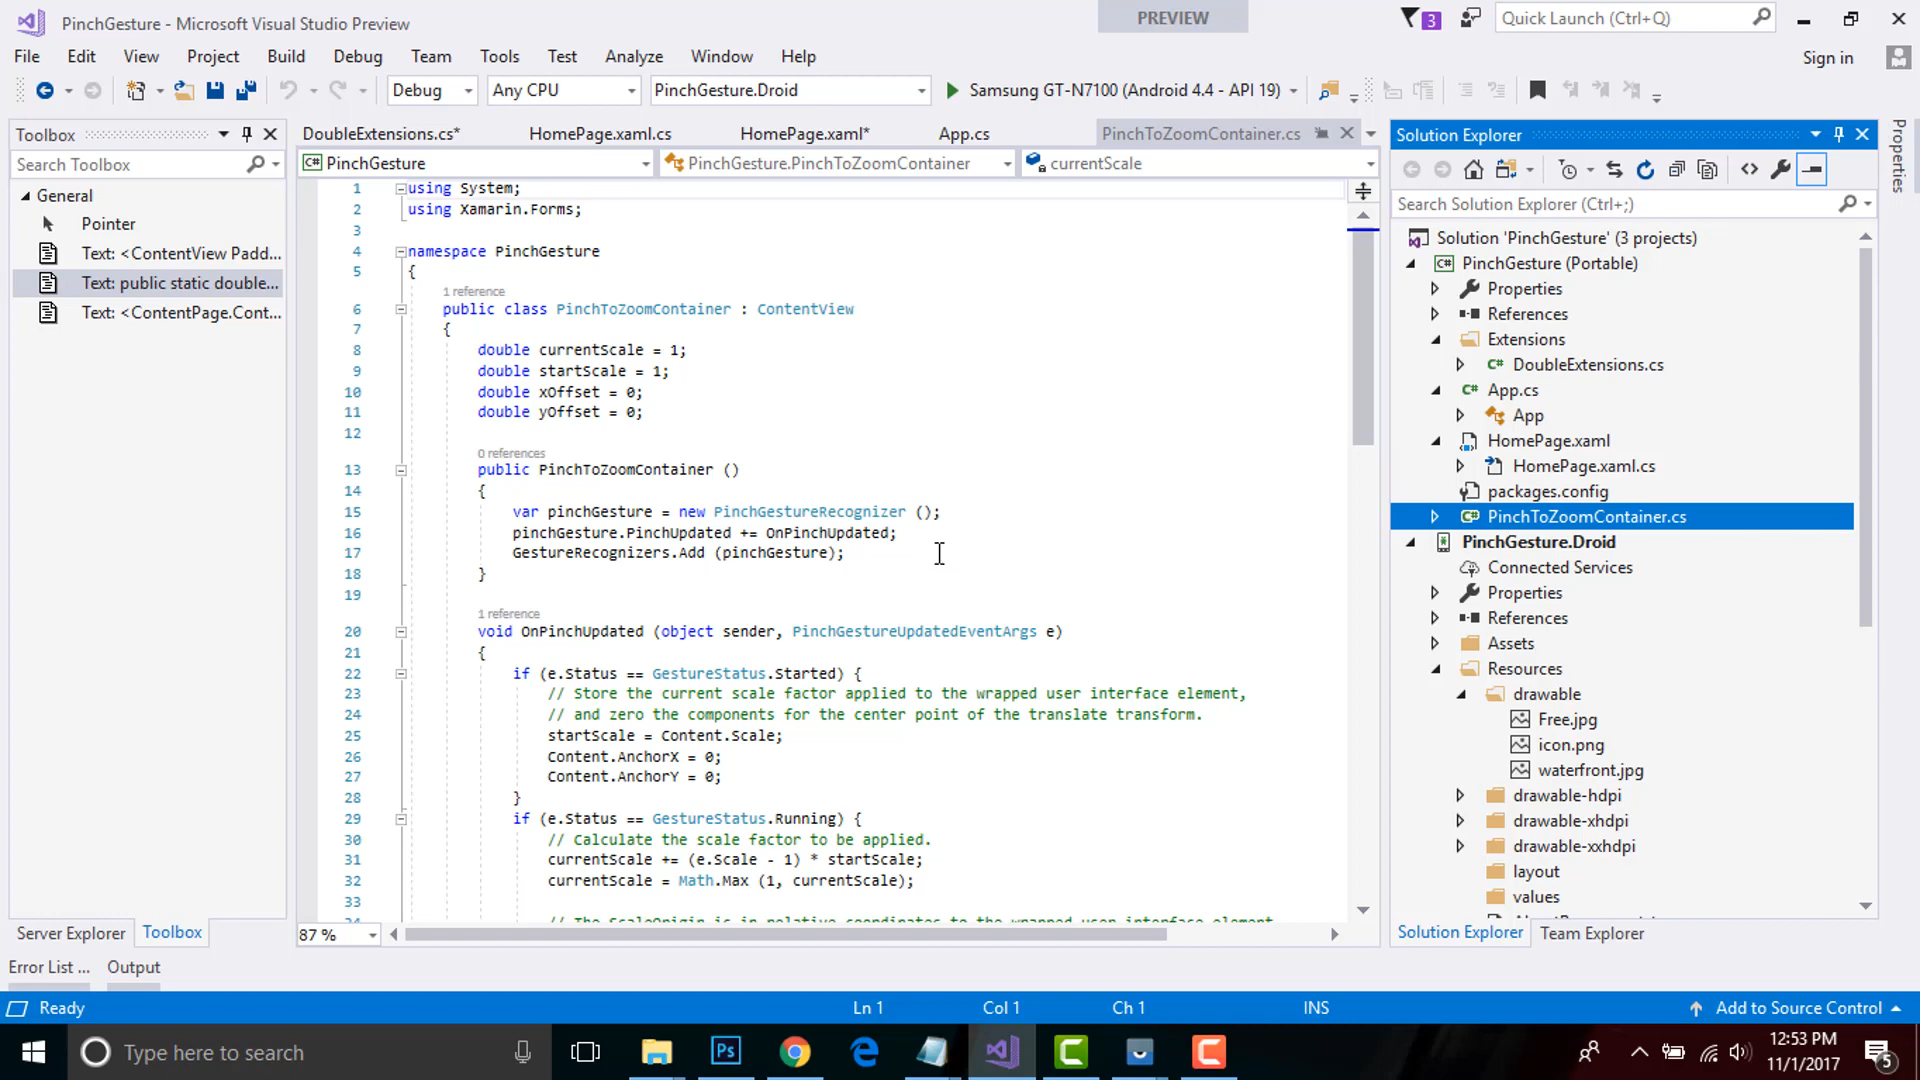 PinchGesture - Microsoft Visual Studio Preview
PREVIEW
3
Quick Launch (Ctrl+Q)
File Edit View Project Build Debug Team Tools Test Analyze Window Help
Sign in
Debug Any CPU PinchGesture.Droid Samsung GT-N7100 (Android 4.4 - API 19)
Toolbox
Search Toolbox
General
Pointer
Text: <ContentView Padd...
Text: public static double...
Text: <ContentPage.Cont...
Server Explorer Toolbox
DoubleExtensions.cs* HomePage.xaml.cs HomePage.xaml* App.cs PinchToZoomContainer.cs
PinchGesture PinchGesture.PinchToZoomContainer currentScale
1 using System;
2 using Xamarin.Forms;
3
4 namespace PinchGesture
5 {
1 reference
6 public class PinchToZoomContainer : ContentView
7 {
8 double currentScale = 1;
9 double startScale = 1;
10 double xOffset = 0;
11 double yOffset = 0;
12
0 references
13 public PinchToZoomContainer ()
14 {
15 var pinchGesture = new PinchGestureRecognizer ();
16 pinchGesture.PinchUpdated += OnPinchUpdated;
17 GestureRecognizers.Add (pinchGesture);
18 }
19
1 reference
20 void OnPinchUpdated (object sender, PinchGestureUpdatedEventArgs e)
21 {
22 if (e.Status == GestureStatus.Started) {
23 // Store the current scale factor applied to the wrapped user interface element,
24 // and zero the components for the center point of the translate transform.
25 startScale = Content.Scale;
26 Content.AnchorX = 0;
27 Content.AnchorY = 0;
28 }
29 if (e.Status == GestureStatus.Running) {
30 // Calculate the scale factor to be applied.
31 currentScale += (e.Scale - 1) * startScale;
32 currentScale = Math.Max (1, currentScale);
33
// The ScaleOrigin is in relative coordinates to the wrapped user interface element
87 %
Solution Explorer
Search Solution Explorer (Ctrl+;)
Solution 'PinchGesture' (3 projects)
PinchGesture (Portable)
Properties
References
Extensions
DoubleExtensions.cs
App.cs
App
HomePage.xaml
HomePage.xaml.cs
packages.config
PinchToZoomContainer.cs
PinchGesture.Droid
Connected Services
Properties
References
Assets
Resources
drawable
Free.jpg
icon.png
waterfront.jpg
drawable-hdpi
drawable-xhdpi
drawable-xxhdpi
layout
values
Solution Explorer Team Explorer
Properties
Error List ... Output
Ready Ln 1 Col 1 Ch 1 INS Add to Source Control
Type here to search
Ps
12:53 PM
11/1/2017
5